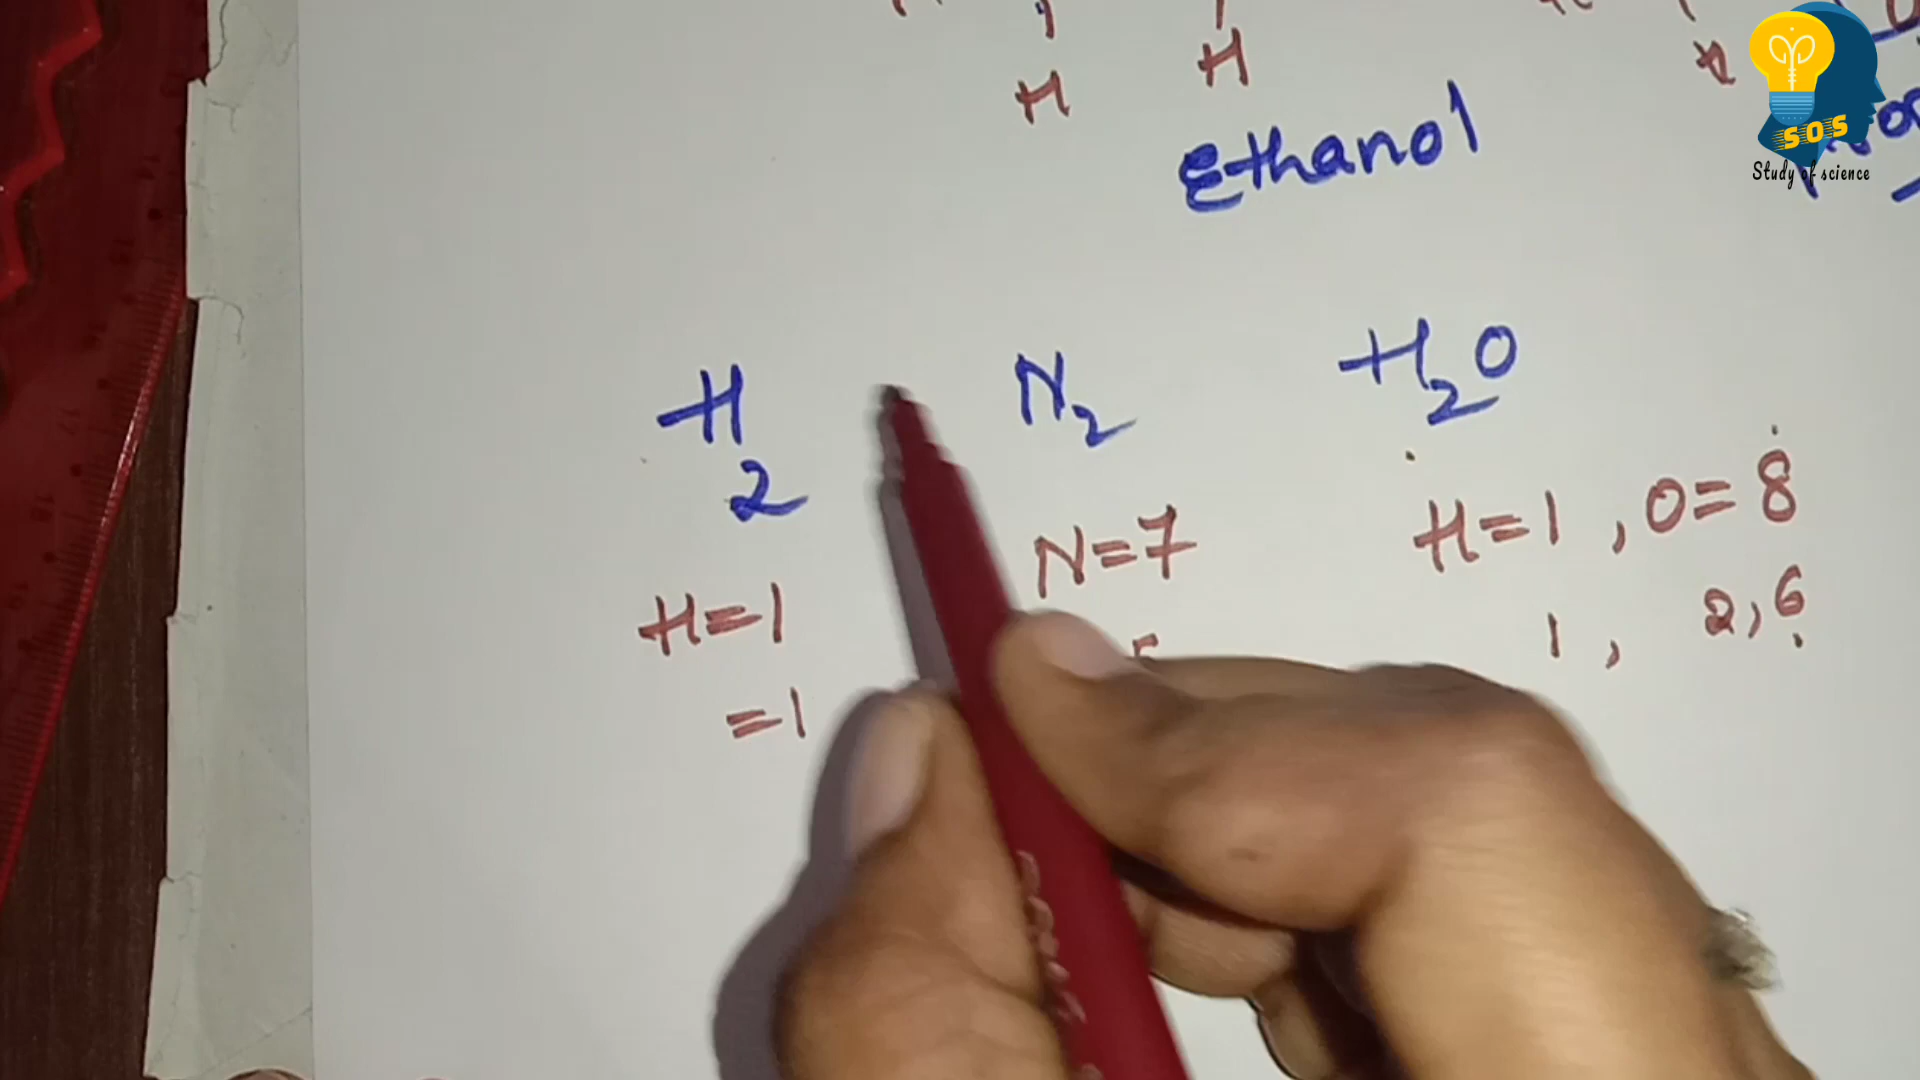 H
H
Ethanol
SOS
Study of science
H2 N2 H2O
H=1 N=7 H=1, O=8
=1 1, 2,6